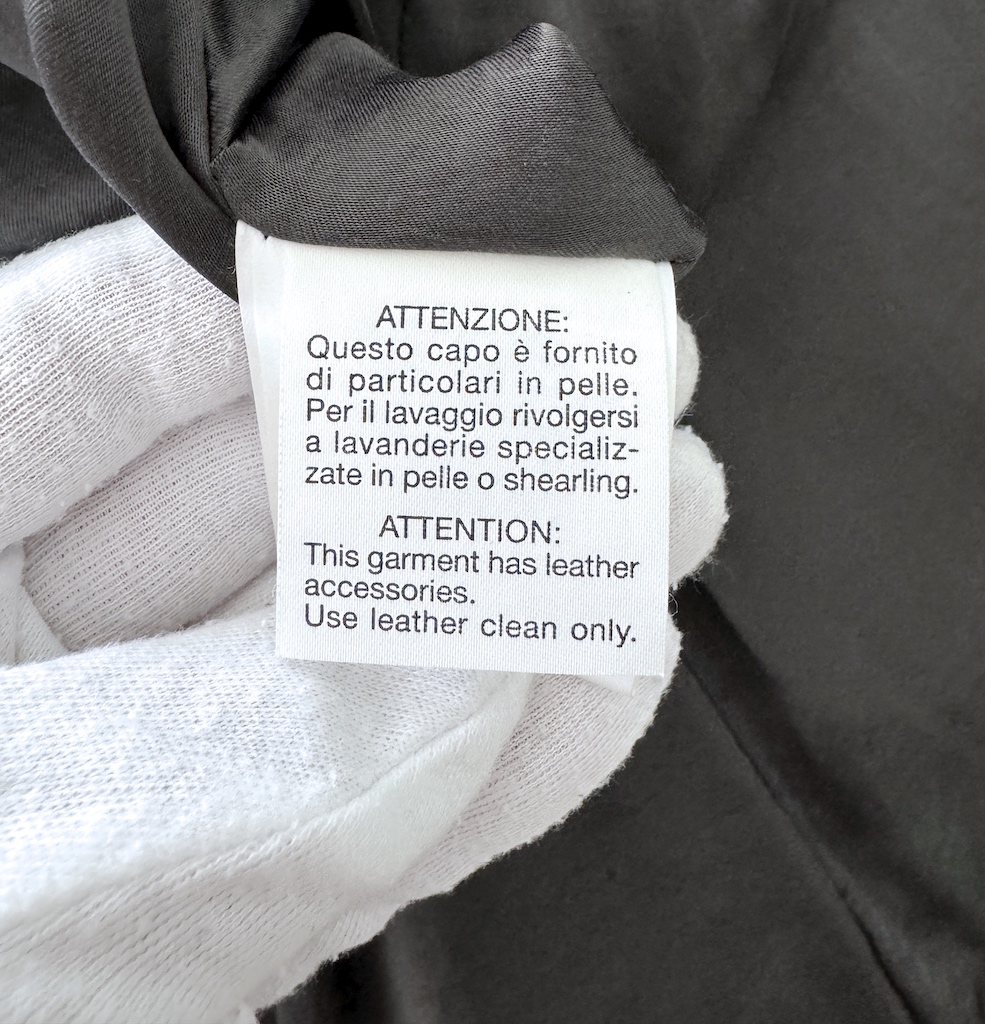 ATTENZIONE:
Questo capo è fornito
di particolari in pelle.
Per il lavaggio rivolgersi
a lavanderie specializ-
zate in pelle o shearling.
ATTENTION:
This garment has leather
accessories.
Use leather clean only.